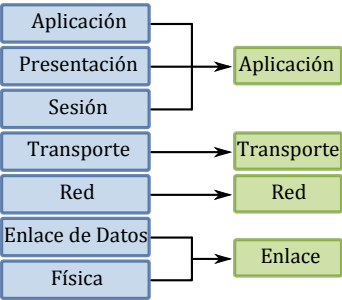 Aplicación
Presentación
Sesión
Transporte
Red
Enlace de Datos
Física
Aplicación
Transporte
Red
Enlace